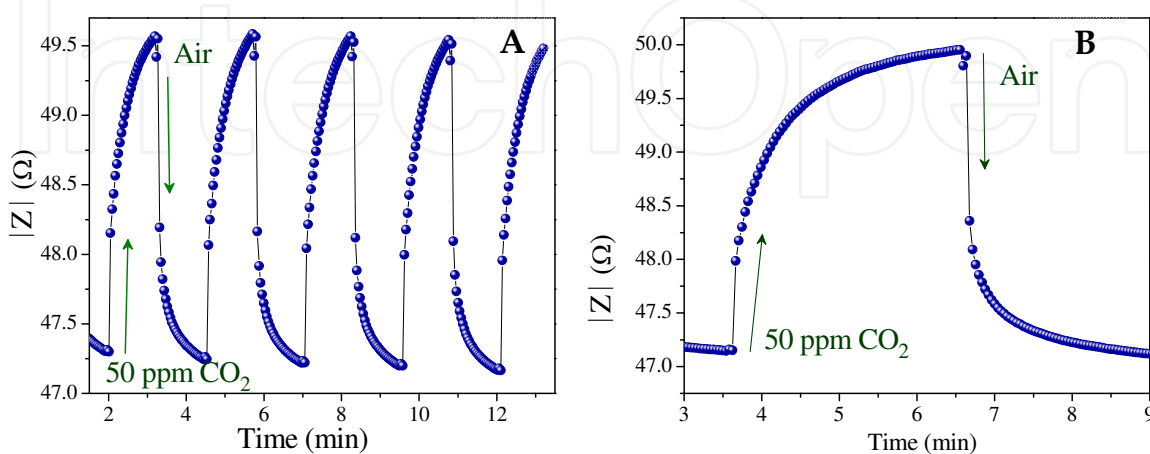 IntechOpen
A
Air
50 ppm CO₂
|Z| (Ω)
49.5
49.0
48.5
48.0
47.5
47.0
2 4 6 8 10 12
Time (min)
B
Air
50 ppm CO₂
|Z| (Ω)
50.0
49.5
49.0
48.5
48.0
47.5
47.0
3 4 5 6 7 8 9
Time (min)